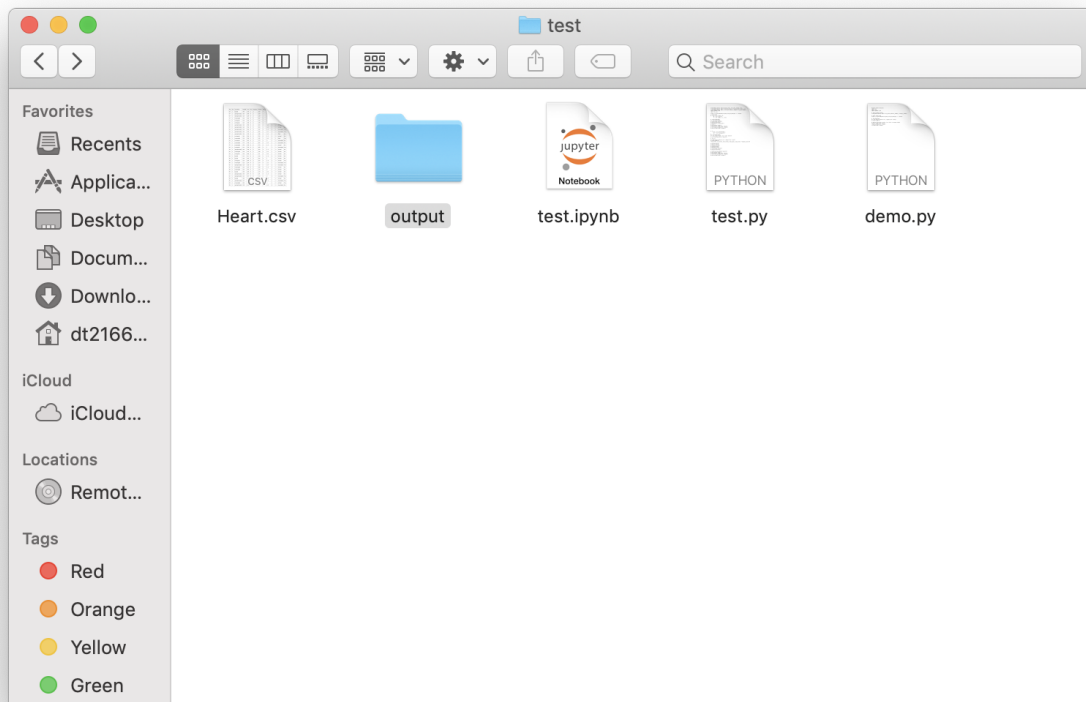 test
Search
Favorites
Recents
Applica...
Desktop
Docum...
Downlo...
dt2166...
iCloud
iCloud...
Locations
Remot...
Tags
Red
Orange
Yellow
Green
CSV
Heart.csv
output
jupyter
Notebook
test.ipynb
PYTHON
test.py
PYTHON
demo.py